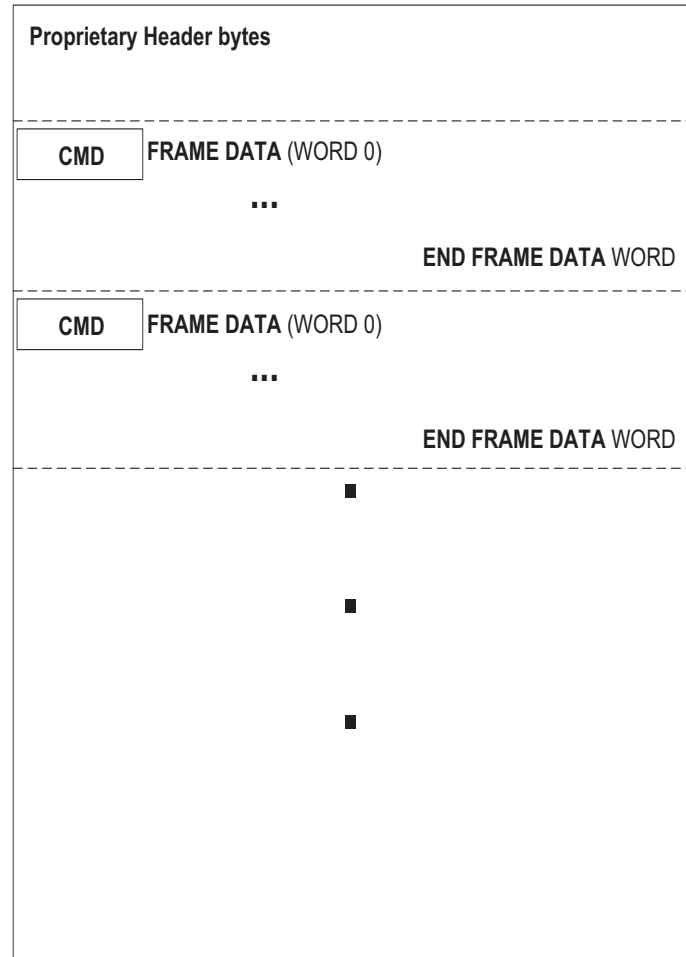 Proprietary Header bytes
CMD FRAME DATA (WORD 0)
...
END FRAME DATA WORD
CMD FRAME DATA (WORD 0)
...
END FRAME DATA WORD